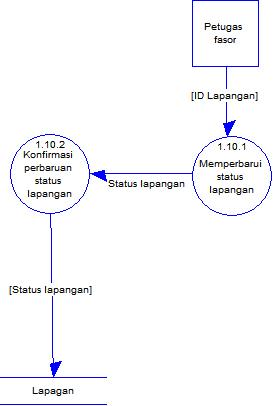 Petugas
fasor
[ID Lapangan]
1.10.1
Memperbarui
status
lapangan
Status lapangan
1.10.2
Konfirmasi
perbaruan
status
lapangan
[Status lapangan]
Lapagan